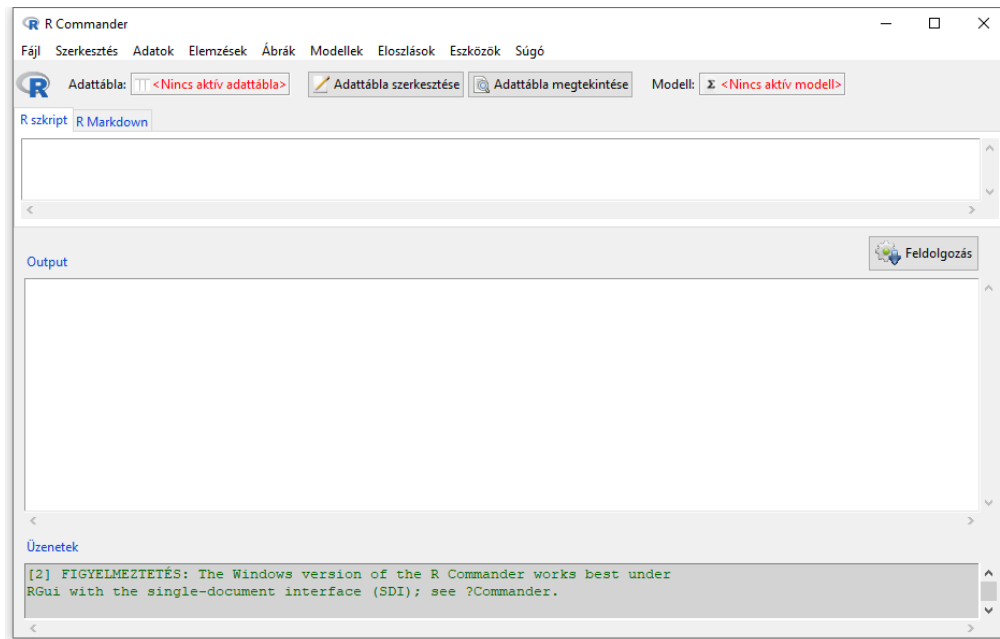 R Commander
Fájl Szerkesztés Adatok Elemzések Ábrák Modellek Eloszlások Eszközök Súgó
R Adattábla: <Nincs aktív adattábla> Adattábla szerkesztése Adattábla megtekintése Modell: Σ <Nincs aktív modell>
R szkript R Markdown
Output Feldolgozás
Üzenetek
[2] FIGYELMEZTETÉS: The Windows version of the R Commander works best under
RGui with the single-document interface (SDI); see ?Commander.